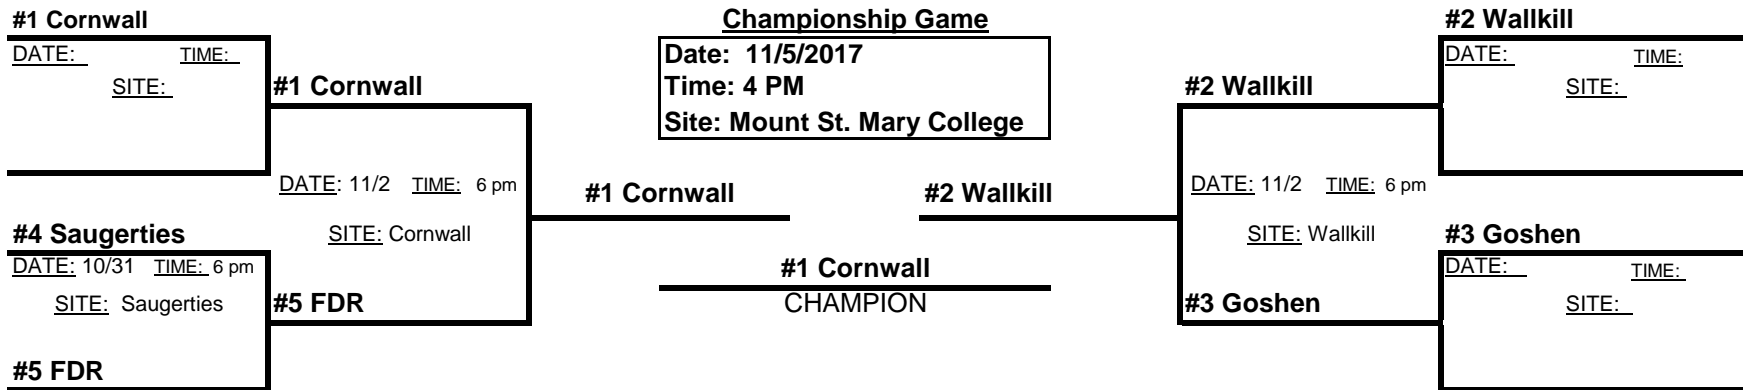 #1 Cornwall
DATE: TIME:
SITE:
#1 Cornwall
DATE: 11/2 TIME: 6 pm
SITE: Cornwall
#4 Saugerties
DATE: 10/31 TIME: 6 pm
SITE: Saugerties
#5 FDR
#5 FDR
#1 Cornwall
Championship Game
Date: 11/5/2017
Time: 4 PM
Site: Mount St. Mary College
#2 Wallkill
#1 Cornwall
CHAMPION
#2 Wallkill
DATE: 11/2 TIME: 6 pm
SITE: Wallkill
#3 Goshen
#2 Wallkill
DATE: TIME:
SITE:
#3 Goshen
DATE: TIME:
SITE: